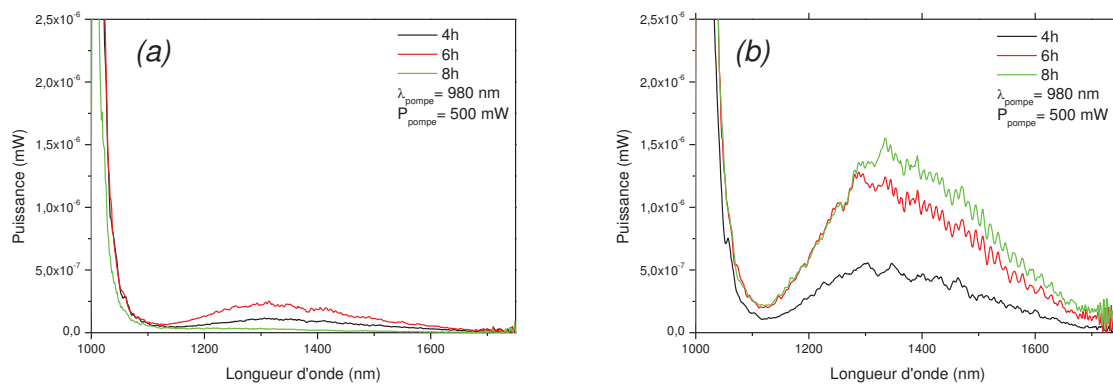 (a)
4h
6h
8h
λpompe= 980 nm
Ppompe= 500 mW
2,5x10-6
2,0x10-6
1,5x10-6
1,0x10-6
5,0x10-7
0,0
Puissance (mW)
1000 1200 1400 1600
Longueur d'onde (nm)
(b)
4h
6h
8h
λpompe= 980 nm
Ppompe= 500 mW
2,5x10-6
2,0x10-6
1,5x10-6
1,0x10-6
5,0x10-7
0,0
Puissance (mW)
1000 1200 1400 1600
Longueur d'onde (nm)